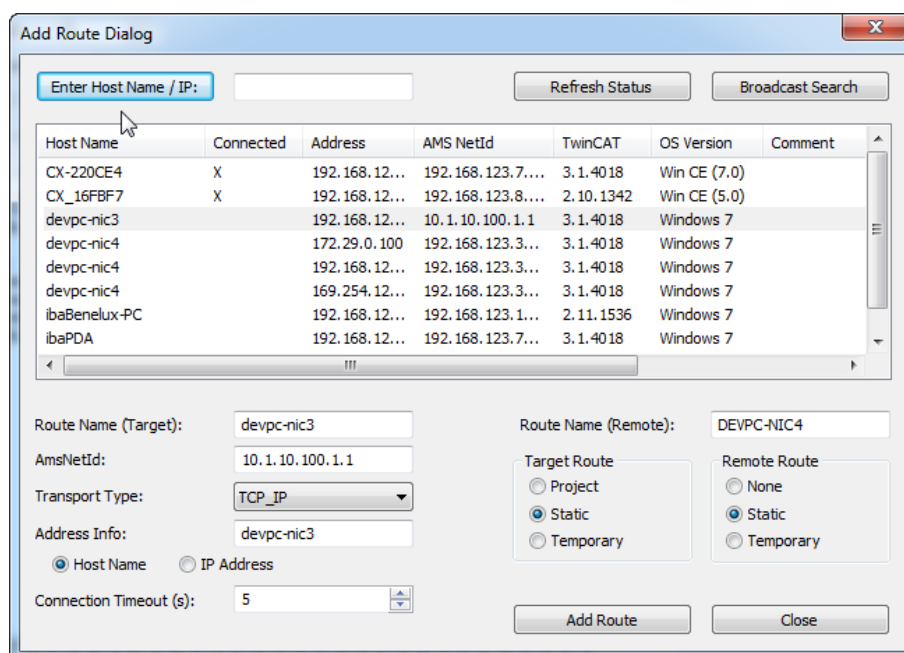 Add Route Dialog
Enter Host Name / IP: Refresh Status Broadcast Search
Host Name Connected Address AMS NetId TwinCAT OS Version Comment
CX-220CE4 X 192.168.12... 192.168.123.7.... 3.1.4018 Win CE (7.0)
CX_16FBF7 X 192.168.12... 192.168.123.8.... 2.10.1342 Win CE (5.0)
devpc-nic3 192.168.12... 10.1.10.100.1.1 3.1.4018 Windows 7
devpc-nic4 172.29.0.100 192.168.123.3... 3.1.4018 Windows 7
devpc-nic4 192.168.12... 192.168.123.3... 3.1.4018 Windows 7
devpc-nic4 169.254.12... 192.168.123.3... 3.1.4018 Windows 7
ibaBenelux-PC 192.168.12... 192.168.123.1... 2.11.1536 Windows 7
ibaPDA 192.168.12... 192.168.123.7... 3.1.4018 Windows 7
Route Name (Target): devpc-nic3 Route Name (Remote): DEVPC-NIC4
AmsNetId: 10.1.10.100.1.1 Target Route Remote Route
Project None
Transport Type: TCP_IP
Static Static
Address Info: devpc-nic3 Temporary Temporary
Host Name IP Address
Connection Timeout (s): 5
Add Route Close